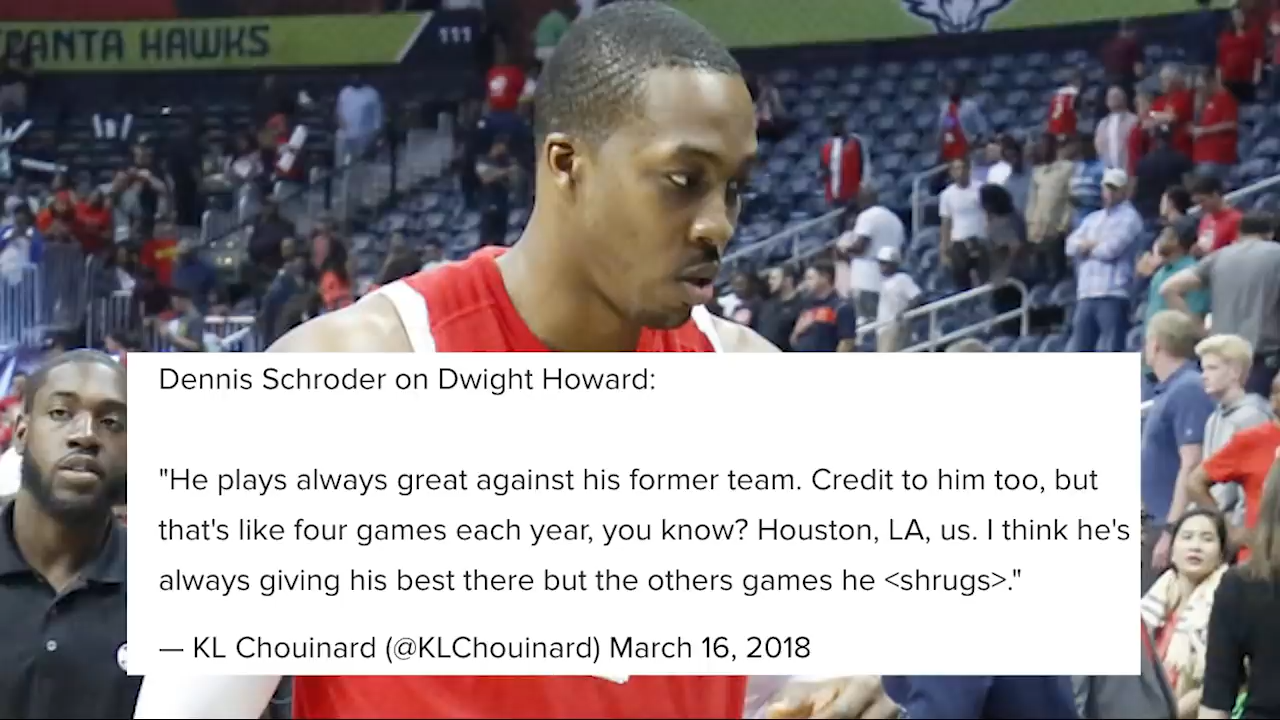 ANTA HAWKS
Dennis Schroder on Dwight Howard:
"He plays always great against his former team. Credit to him too, but
that's like four games each year, you know? Houston, LA, us. I think he's
always giving his best there but the others games he <shrugs>."
— KL Chouinard (@KLChouinard) March 16, 2018